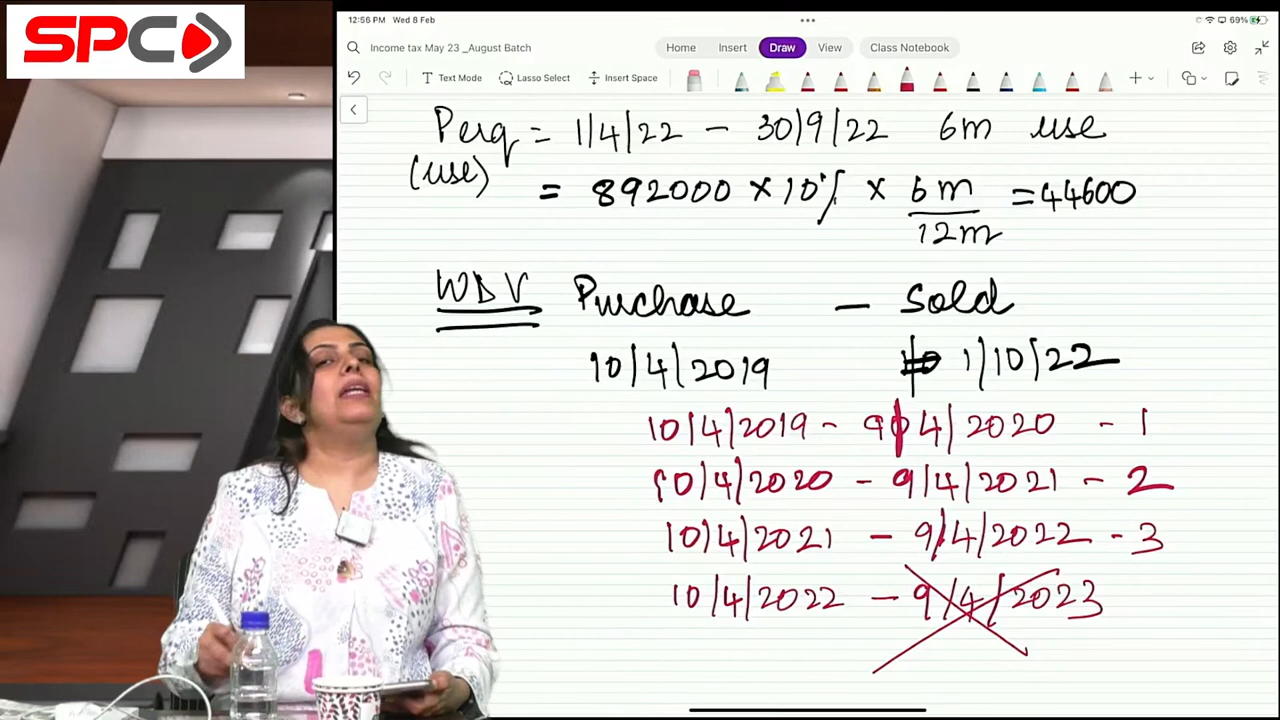 SPC
12:56 PM Wed 8 Feb
69%
Income tax May 23 _August Batch
Home Insert Draw View Class Notebook
Text Mode Lasso Select Insert Space
Perq = 1/4/22 - 30/9/22 6m use
(use)
= 892000 × 10% × 6m/12m = 44600
WDV Purchase - Sold
10/4/2019 1/10/22
10/4/2019 - 9/4/2020 - 1
10/4/2020 - 9/4/2021 - 2
10/4/2021 - 9/4/2022 - 3
10/4/2022 - 9/4/2023